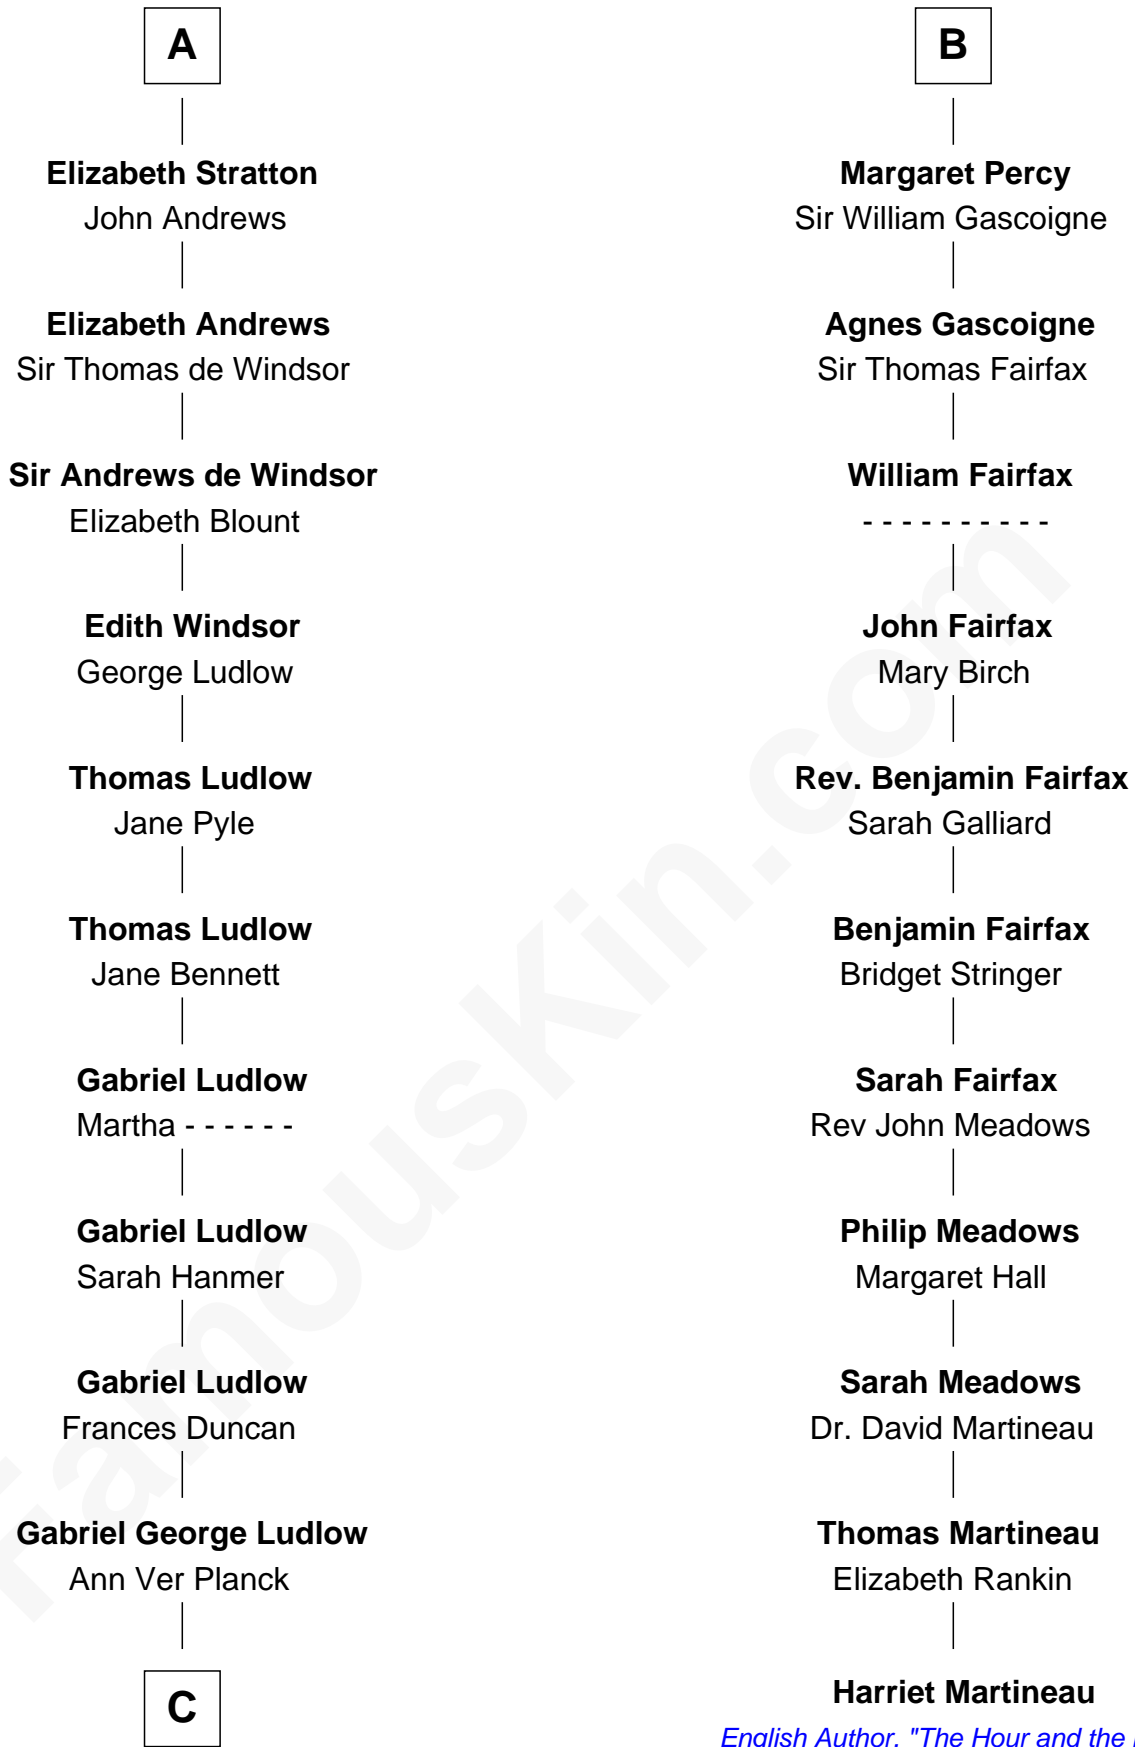 A
Elizabeth Stratton
John Andrews
Elizabeth Andrews
Sir Thomas de Windsor
Sir Andrews de Windsor
Elizabeth Blount
Edith Windsor
George Ludlow
Thomas Ludlow
Jane Pyle
Thomas Ludlow
Jane Bennett
Gabriel Ludlow
Martha - - - - - -
Gabriel Ludlow
Sarah Hanmer
Gabriel Ludlow
Frances Duncan
Gabriel George Ludlow
Ann Ver Planck
C
B
Margaret Percy
Sir William Gascoigne
Agnes Gascoigne
Sir Thomas Fairfax
William Fairfax
- - - - - - - - - -
John Fairfax
Mary Birch
Rev. Benjamin Fairfax
Sarah Galliard
Benjamin Fairfax
Bridget Stringer
Sarah Fairfax
Rev John Meadows
Philip Meadows
Margaret Hall
Sarah Meadows
Dr. David Martineau
Thomas Martineau
Elizabeth Rankin
Harriet Martineau
English Author, "The Hour and the
FamousKin.com